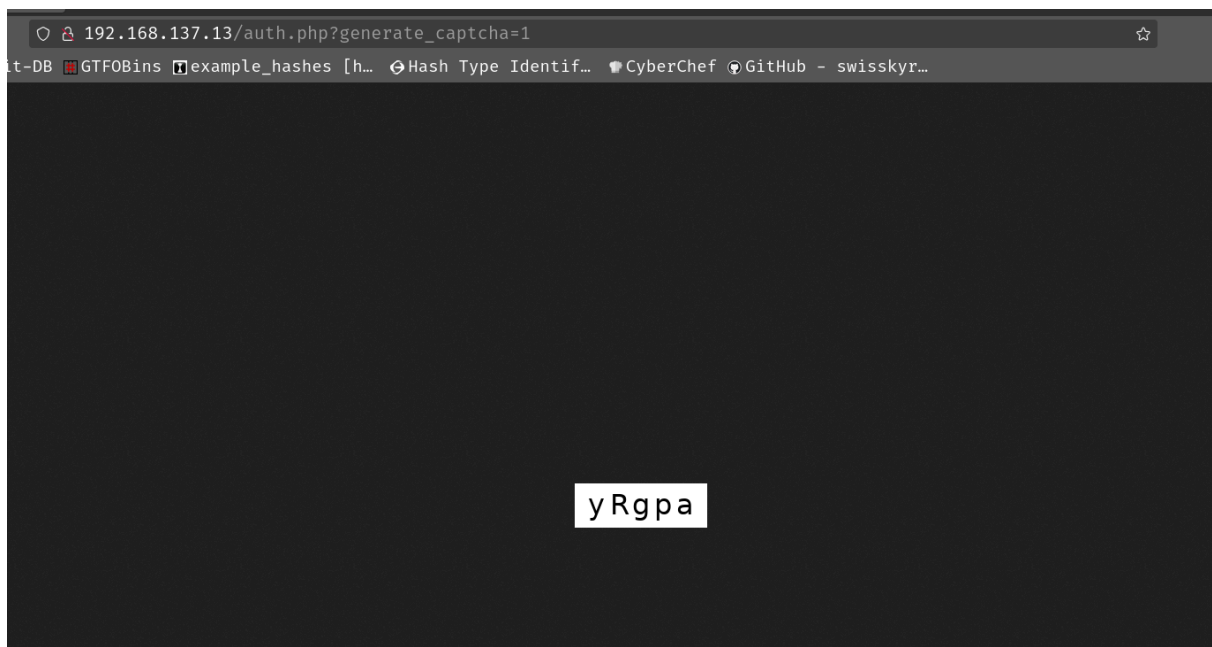 192.168.137.13/auth.php?generate_captcha=1
it-DB GTFOBins example_hashes [h… Hash Type Identif… CyberChef GitHub - swisskyr…
yRgpa